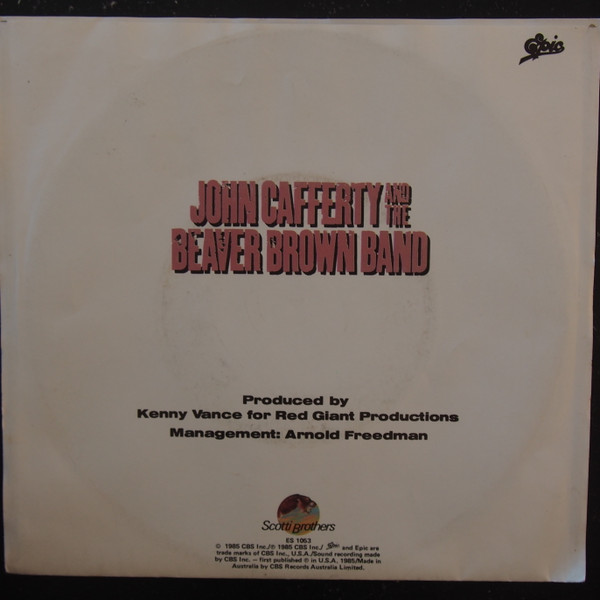 Epic
JOHN CAFFERTY AND THE
BEAVER BROWN BAND
Produced by
Kenny Vance for Red Giant Productions
Management: Arnold Freedman
Scotti Brothers
ES 1053
© 1985 CBS Inc./℗ 1985 CBS Inc./ Epic and Epic are
trade marks of CBS Inc., U.S.A./Sound recording made
by CBS Inc. — first published ℗ in U.S.A. 1985/Made in
Australia by CBS Records Australia Limited.